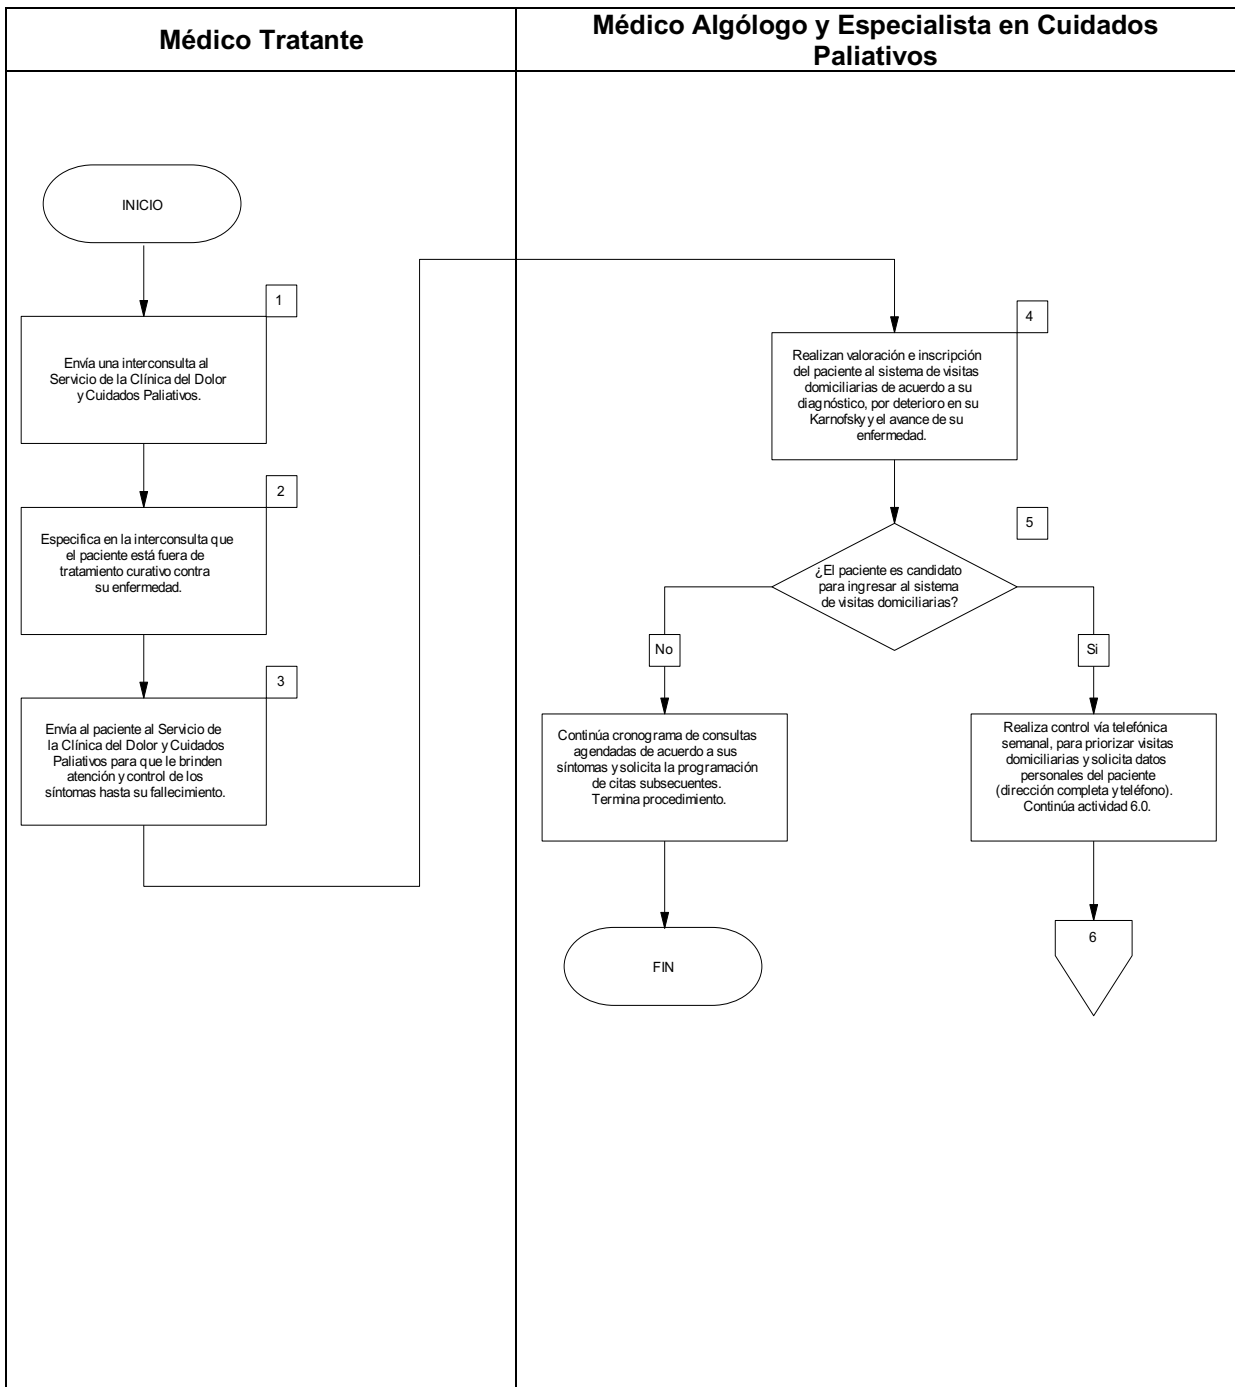 Médico Tratante
Médico Algólogo y Especialista en Cuidados
Paliativos
INICIO
1
Envía una interconsulta al
Servicio de la Clínica del Dolor
y Cuidados Paliativos.
2
Especifica en la interconsulta que
el paciente está fuera de
tratamiento curativo contra
su enfermedad.
3
Envía al paciente al Servicio de
la Clínica del Dolor y Cuidados
Paliativos para que le brinden
atención y control de los
síntomas hasta su fallecimiento.
4
Realizan valoración e inscripción
del paciente al sistema de visitas
domiciliarias de acuerdo a su
diagnóstico, por deterioro en su
Karnofsky y el avance de su
enfermedad.
5
¿El paciente es candidato
para ingresar al sistema
de visitas domiciliarias?
No
Continúa cronograma de consultas
agendadas de acuerdo a sus
síntomas y solicita la programación
de citas subsecuentes.
Termina procedimiento.
FIN
Si
Realiza control vía telefónica
semanal, para priorizar visitas
domiciliarias y solicita datos
personales del paciente
(dirección completa y teléfono).
Continúa actividad 6.0.
6